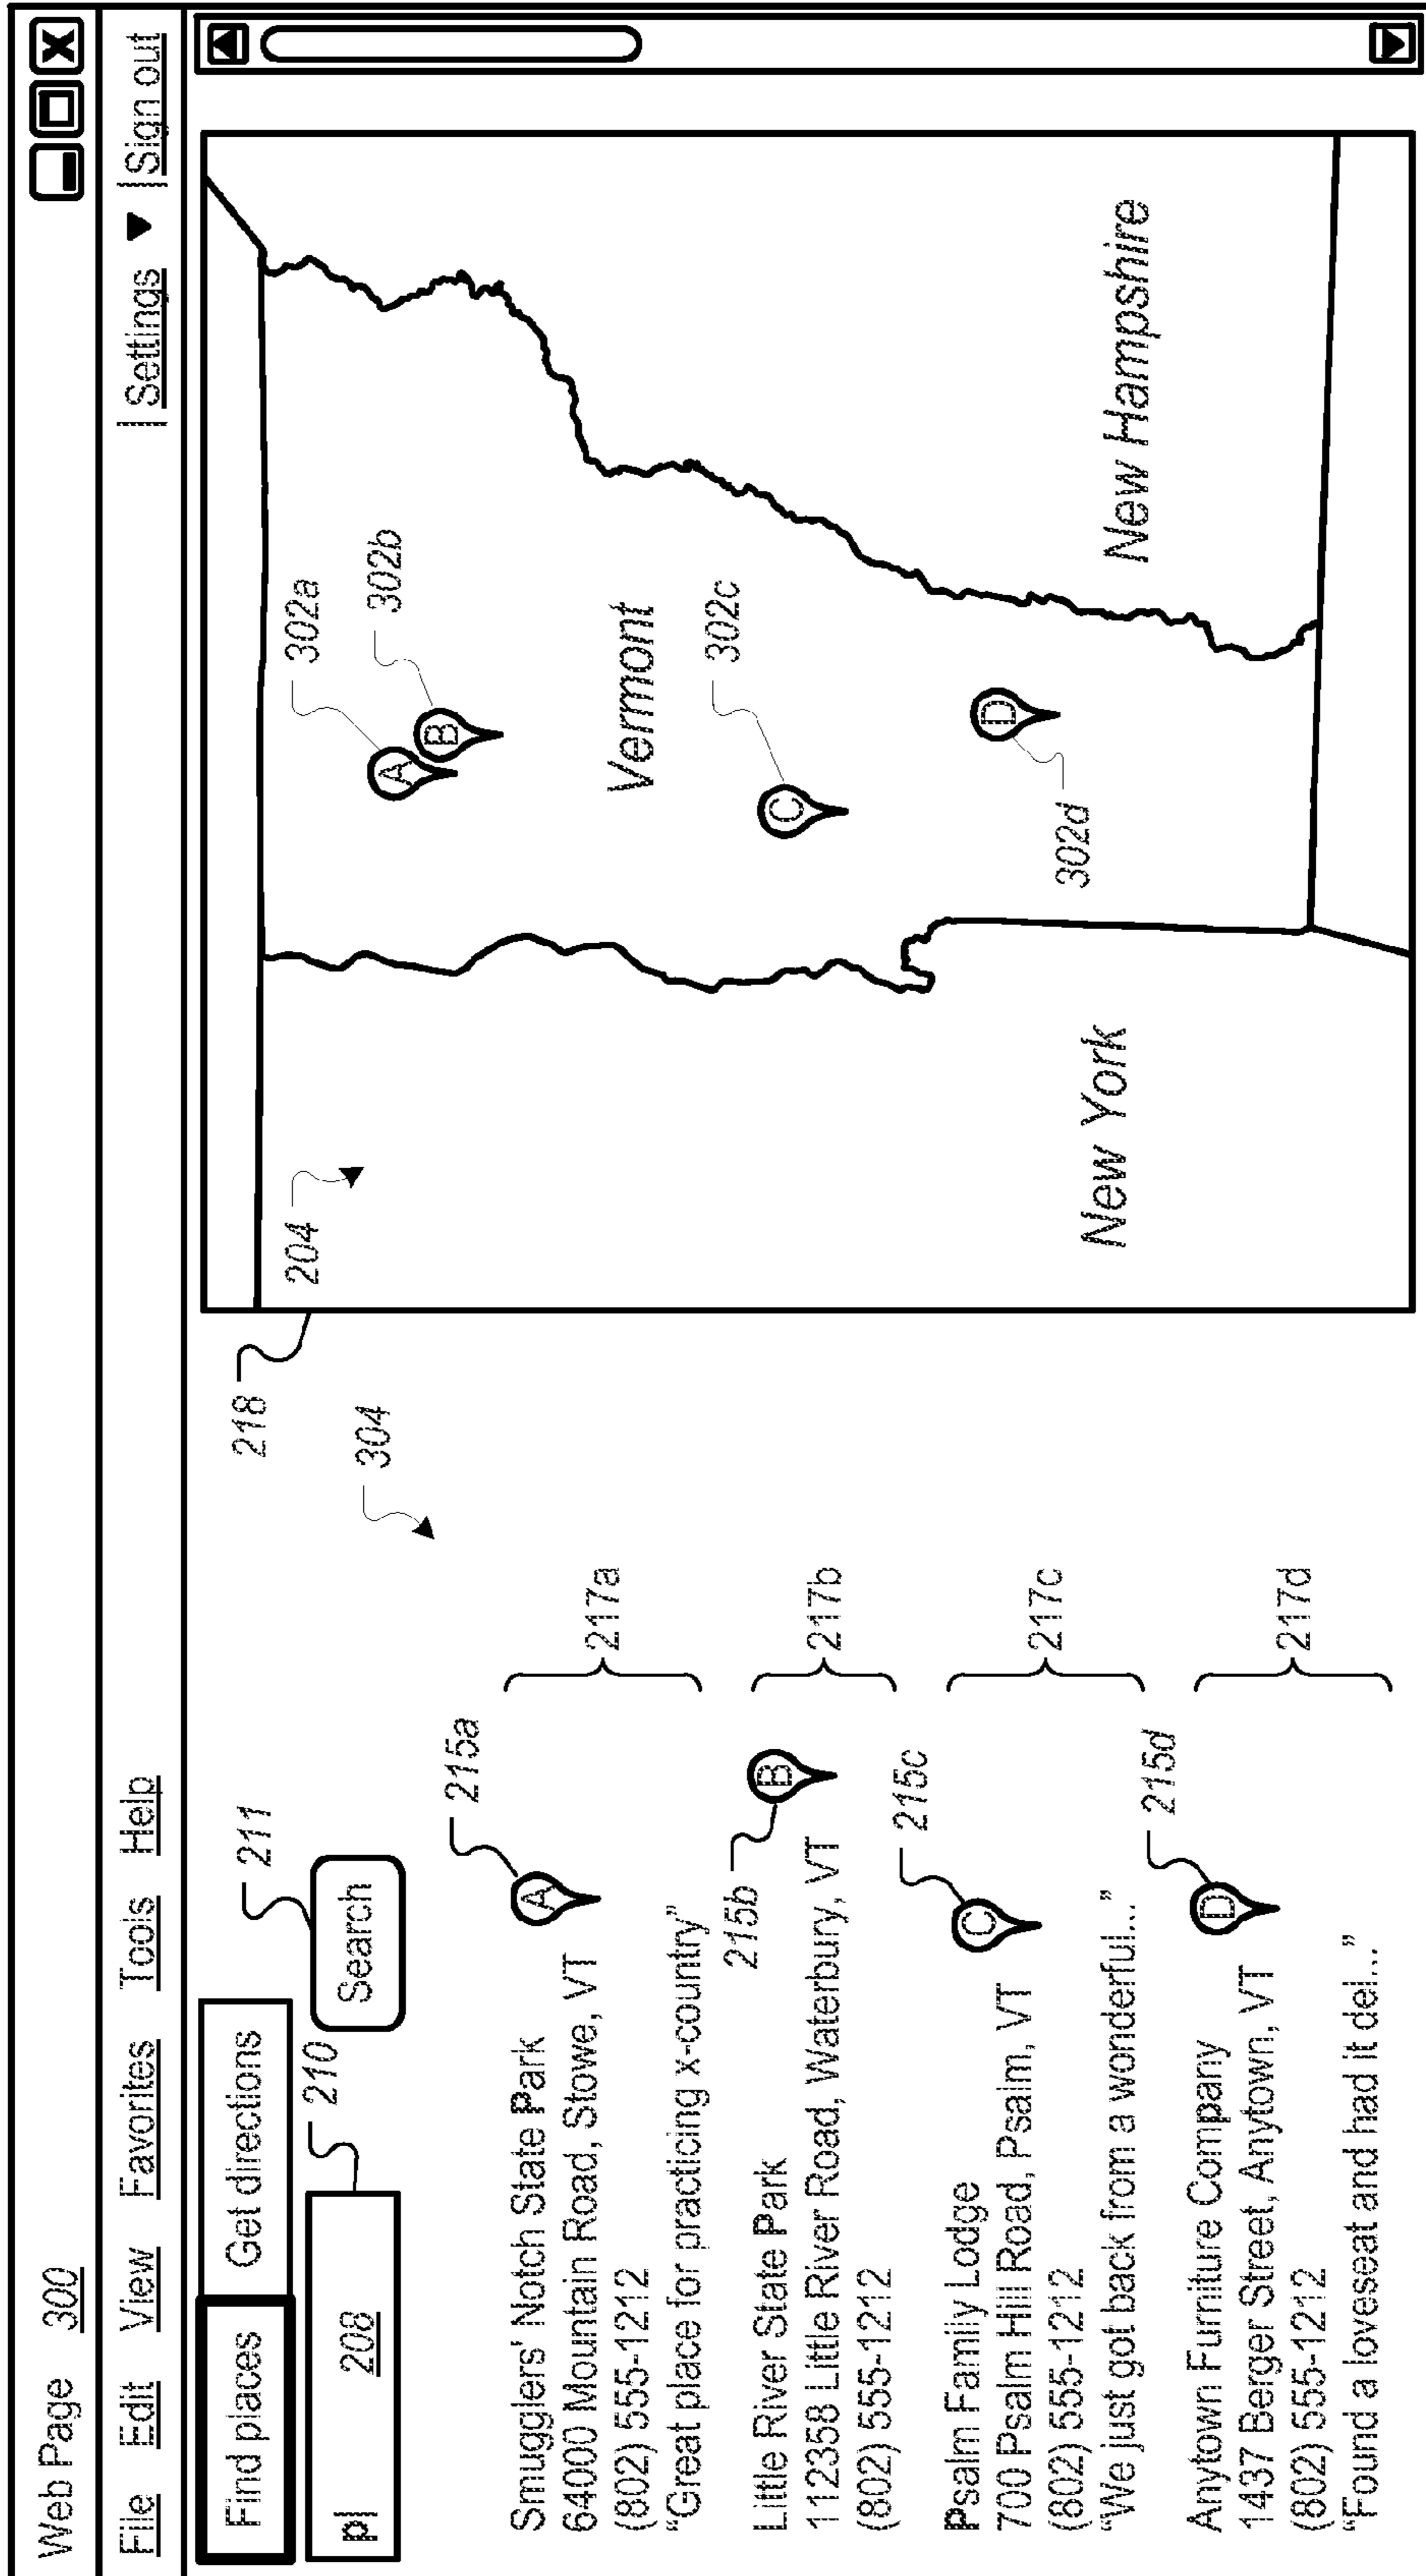 Web Page 300
File Edit View Favorites Tools Help | Settings ▼ | Sign out
Find places Get directions
211
p| 208
210
Search
218
204
304
Smugglers' Notch State Park
64000 Mountain Road, Stowe, VT
(802) 555-1212
“Great place for practicing x-country”
A
215a
217a
Little River State Park
112358 Little River Road, Waterbury, VT
(802) 555-1212
B
215b
217b
Psalm Family Lodge
700 Psalm Hill Road, Psalm, VT
(802) 555-1212
“We just got back from a wonderful...”
C
215c
217c
Anytown Furniture Company
1437 Berger Street, Anytown, VT
(802) 555-1212
“Found a loveseat and had it del...”
D
215d
217d
A
302a
B
302b
Vermont
C
302c
D
302d
New York
New Hampshire